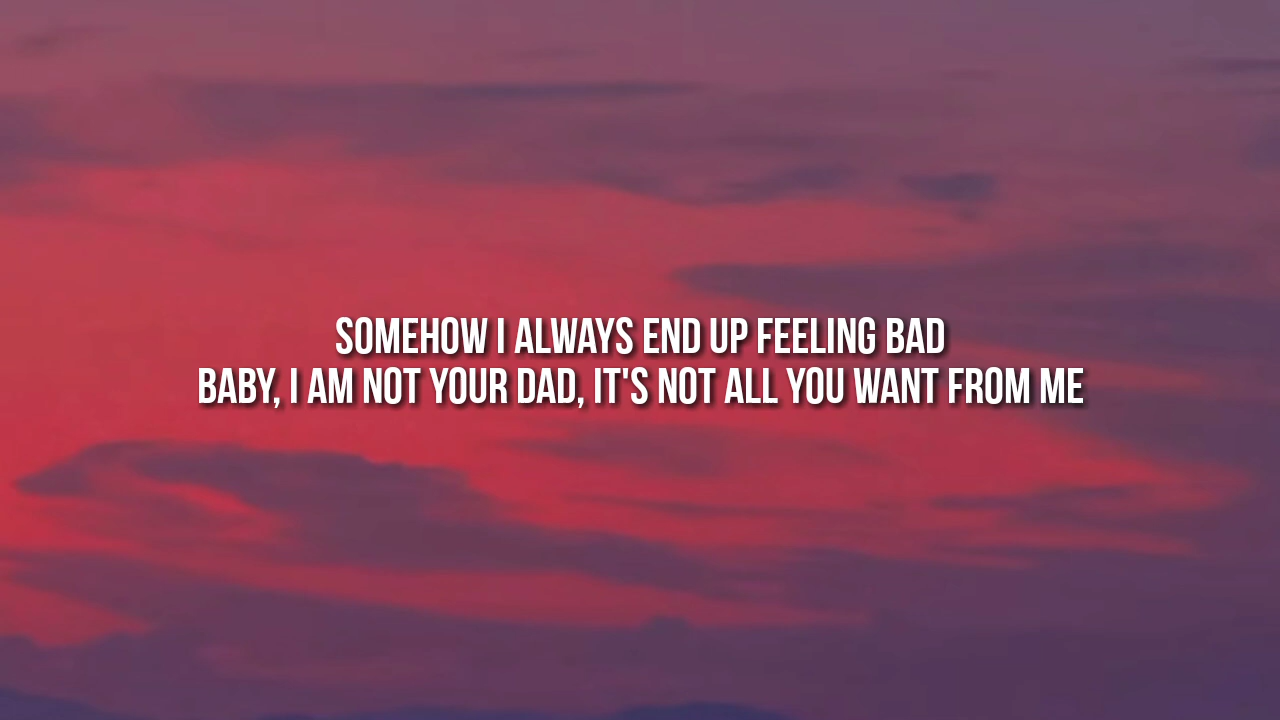 SOMEHOW I ALWAYS END UP FEELING BAD
BABY, I AM NOT YOUR DAD, IT'S NOT ALL YOU WANT FROM ME